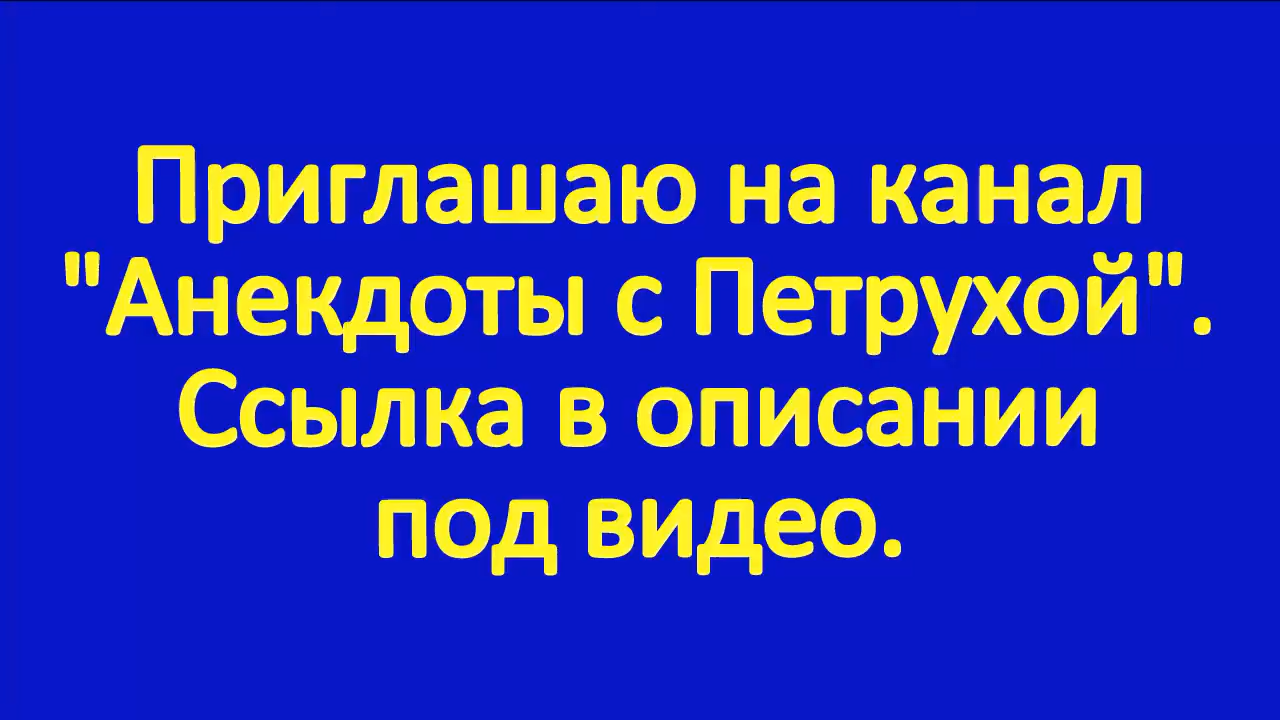 Приглашаю на канал
"Анекдоты с Петрухой".
Ссылка в описании
под видео.